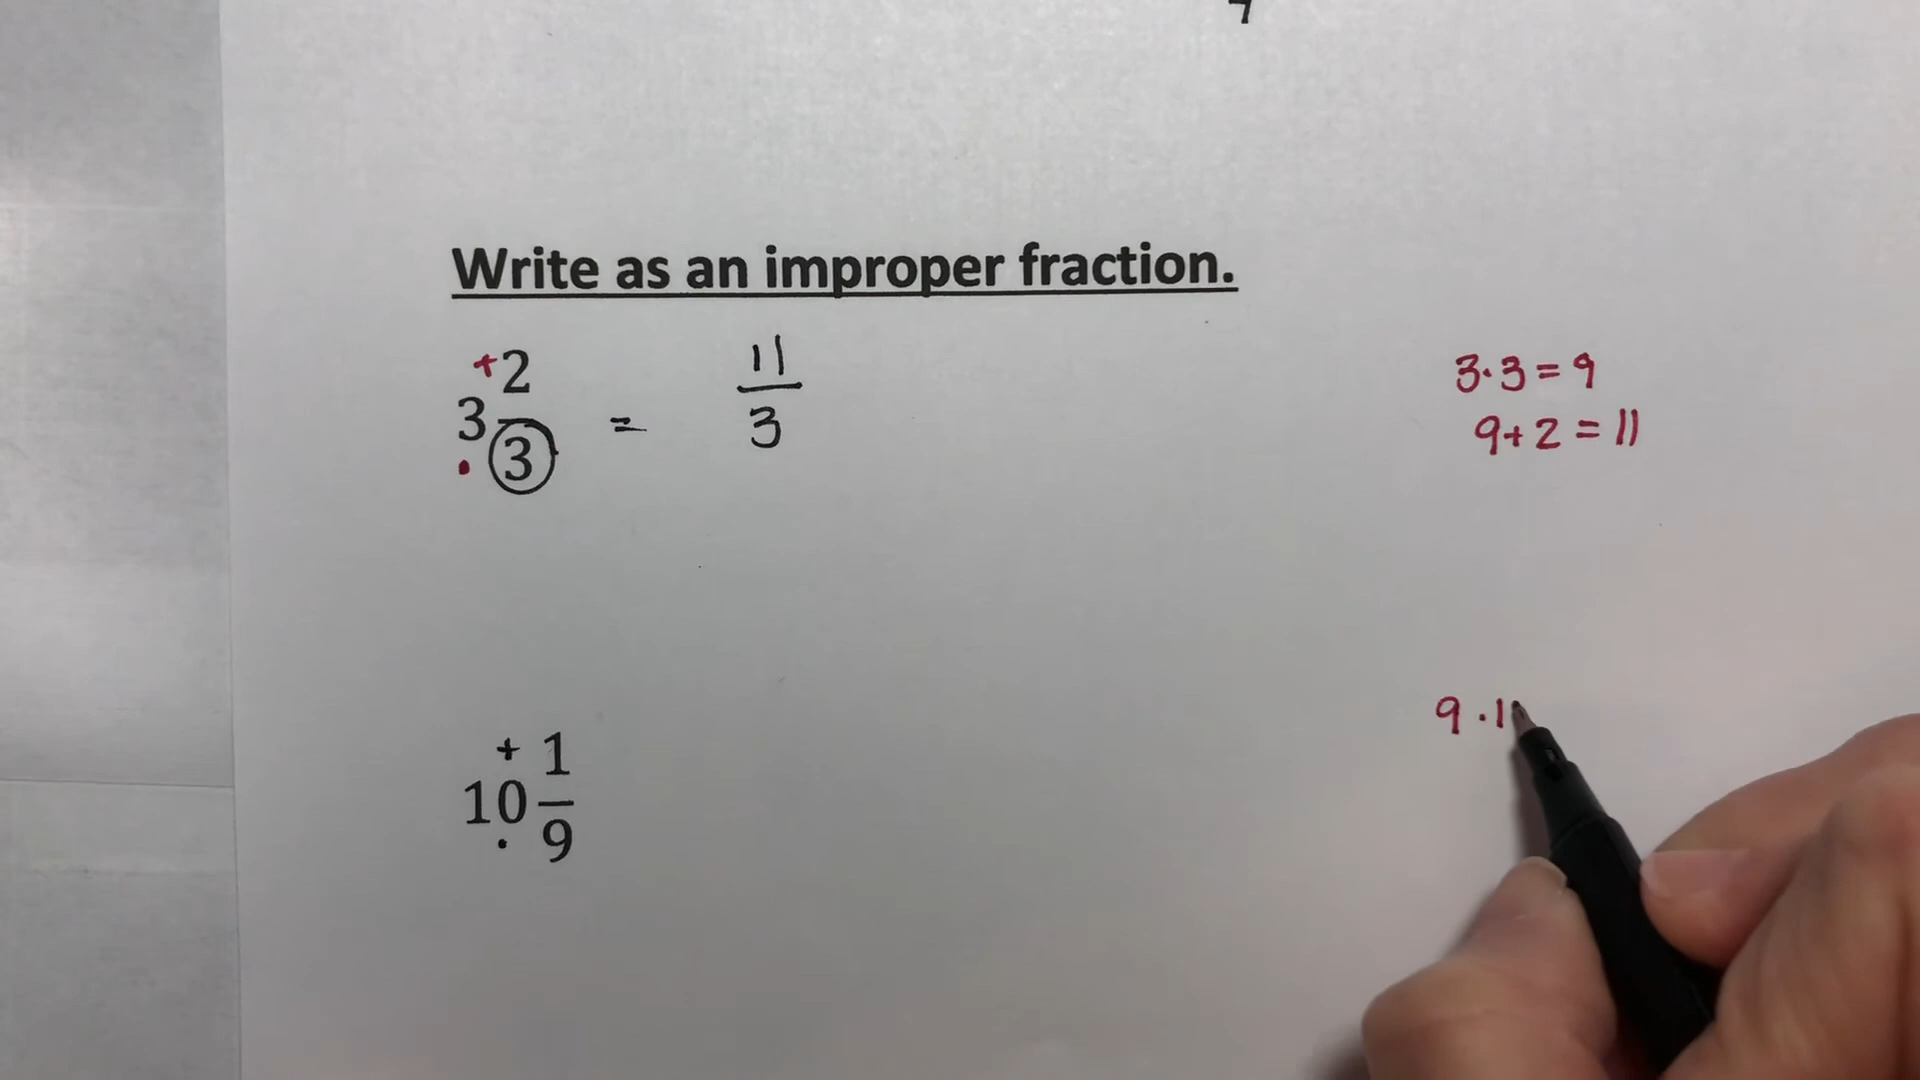 Write as an improper fraction.
3 +2/3 = 11/3
3·3=9
9+2=11
10 + 1/9
9·1